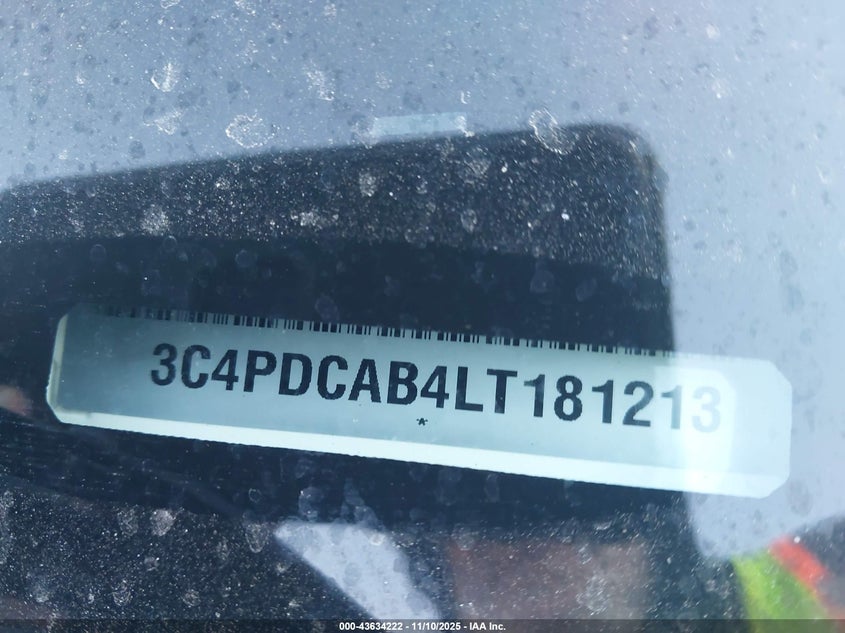 3C4PDCAB4LT181213
*
000-43634222 — 11/10/2025 — IAA Inc.